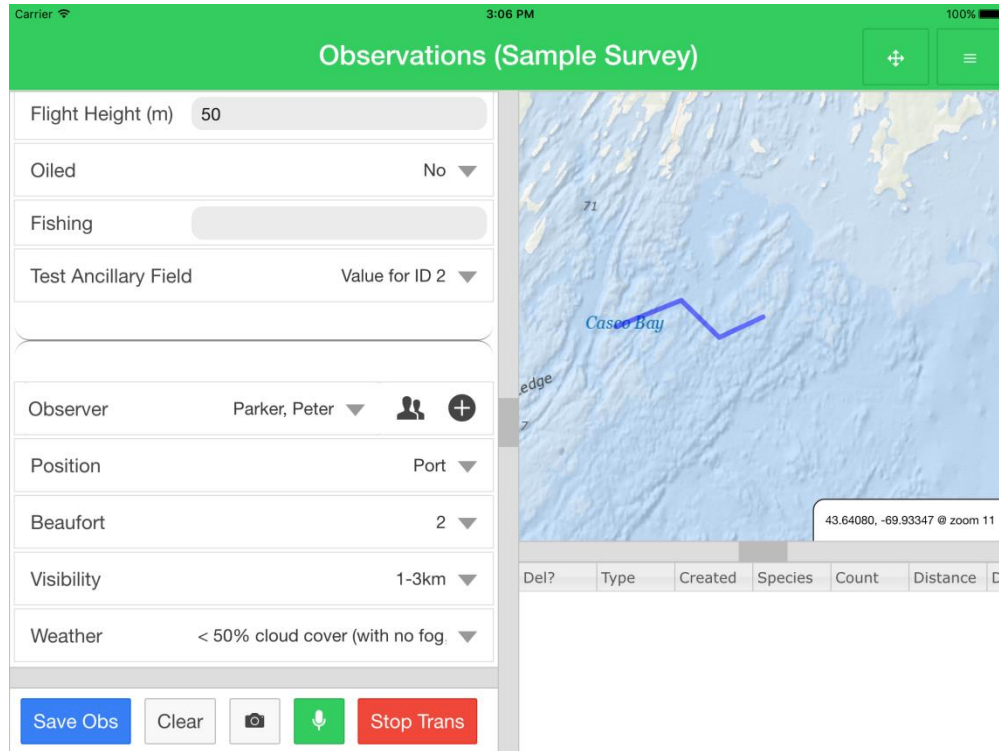 Carrier 3:06 PM 100%
Observations (Sample Survey)
Flight Height (m) 50
Oiled No
Fishing
Test Ancillary Field Value for ID 2
Observer Parker, Peter
Position Port
Beaufort 2
Visibility 1-3km
Weather < 50% cloud cover (with no fog,
Save Obs Clear Stop Trans
71
Casco Bay
edge
7
43.64080, -69.93347 @ zoom 11
Del? Type Created Species Count Distance